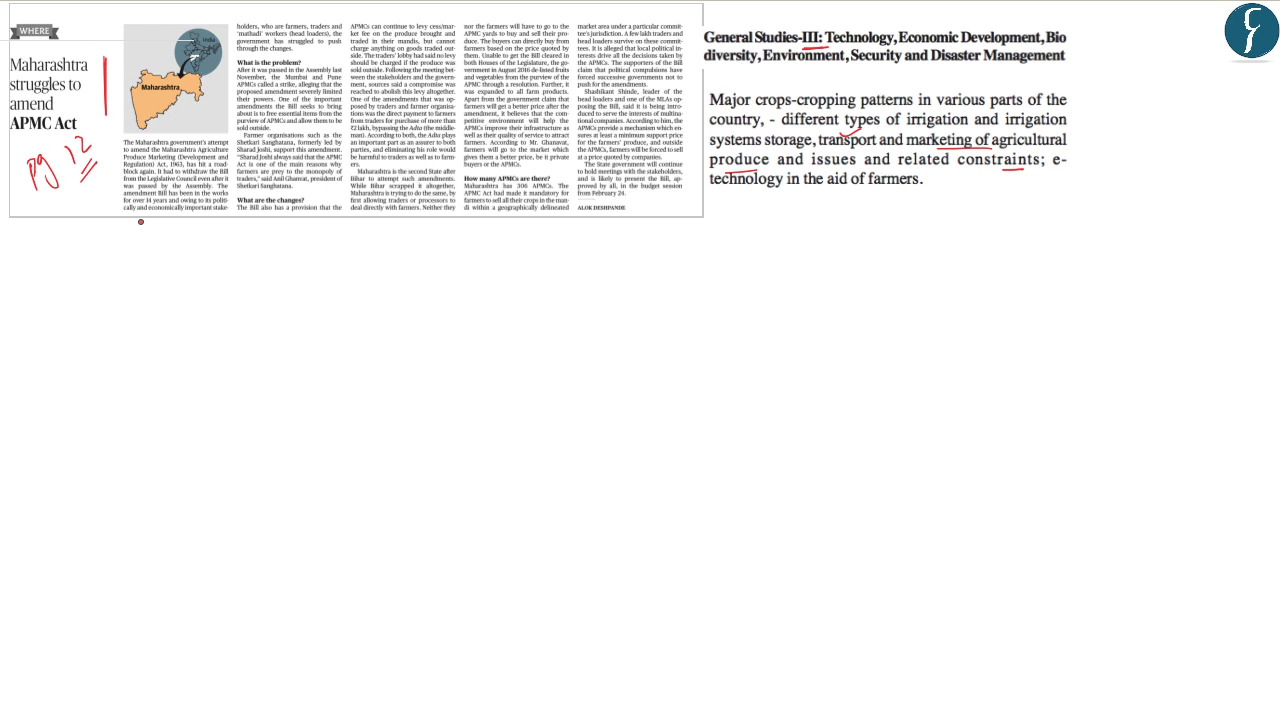 WHERE
Maharashtra
struggles to
amend
APMC Act
pg 12
India
Maharashtra
The Maharashtra government's attempt
to amend the Maharashtra Agriculture
Produce Marketing (Development and
Regulation) Act, 1963, has hit a road-
block again. It had to withdraw the Bill
from the Legislative Council even after it
was passed by the Assembly. The
amendment Bill has been in the works
for over 14 years and owing to its politi-
cally and economically important stake-
holders, who are farmers, traders and
'mathadi' workers (head loaders), the
government has struggled to push
through the changes.
What is the problem?
After it was passed in the Assembly last
November, the Mumbai and Pune
APMCs called a strike, alleging that the
proposed amendment severely limited
their powers. One of the important
amendments the Bill seeks to bring
about is to free essential items from the
purview of APMCs and allow them to be
sold outside.
Farmer organisations such as the
Shetkari Sanghatana, formerly led by
Sharad Joshi, support this amendment.
"Sharad Joshi always said that the APMC
Act is one of the main reasons why
farmers are prey to the monopoly of
traders," said Anil Ghanvat, president of
Shetkari Sanghatana.
What are the changes?
The Bill also has a provision that the
APMCs can continue to levy cess/mar-
ket fee on the produce brought and
traded in their mandis, but cannot
charge anything on goods traded out-
side. The traders' lobby had said no levy
should be charged if the produce was
sold outside. Following the meeting bet-
ween the stakeholders and the govern-
ment, sources said a compromise was
reached to abolish this levy altogether.
One of the amendments that was op-
posed by traders and farmer organisa-
tions was the direct payment to farmers
from traders for purchase of more than
₹2 lakh, bypassing the Adta (the middle-
man). According to both, the Adta plays
an important part as an assurer to both
parties, and eliminating his role would
be harmful to traders as well as to farm-
ers.
Maharashtra is the second State after
Bihar to attempt such amendments.
While Bihar scrapped it altogether,
Maharashtra is trying to do the same, by
first allowing traders or processors to
deal directly with farmers. Neither they
nor the farmers will have to go to the
APMC yards to buy and sell their pro-
duce. The buyers can directly buy from
farmers based on the price quoted by
them. Unable to get the Bill cleared in
both Houses of the Legislature, the go-
vernment in August 2016 de-listed fruits
and vegetables from the purview of the
APMC through a resolution. Further, it
was expanded to all farm products.
Apart from the government claim that
farmers will get a better price after the
amendment, it believes that the com-
petitive environment will help the
APMCs improve their infrastructure as
well as their quality of service to attract
farmers. According to Mr. Ghanavat,
farmers will go to the market which
gives them a better price, be it private
buyers or the APMCs.
How many APMCs are there?
Maharashtra has 306 APMCs. The
APMC Act had made it mandatory for
farmers to sell all their crops in the man-
di within a geographically delineated
market area under a particular commit-
tee's jurisdiction. A few lakh traders and
head loaders survive on these commit-
tees. It is alleged that local political in-
terests drive all the decisions taken by
the APMCs. The supporters of the Bill
claim that political compulsions have
forced successive governments not to
push for the amendments.
Shashikant Shinde, leader of the
head loaders and one of the MLAs op-
posing the Bill, said it is being intro-
duced to serve the interests of multina-
tional companies. According to him, the
APMCs provide a mechanism which en-
sures at least a minimum support price
for the farmers' produce, and outside
the APMCs, farmers will be forced to sell
at a price quoted by companies.
The State government will continue
to hold meetings with the stakeholders,
and is likely to present the Bill, ap-
proved by all, in the budget session
from February 24.
ALOK DESHPANDE
General Studies-III: Technology, Economic Development, Bio
diversity, Environment, Security and Disaster Management
Major crops-cropping patterns in various parts of the
country, - different types of irrigation and irrigation
systems storage, transport and marketing of agricultural
produce and issues and related constraints; e-
technology in the aid of farmers.